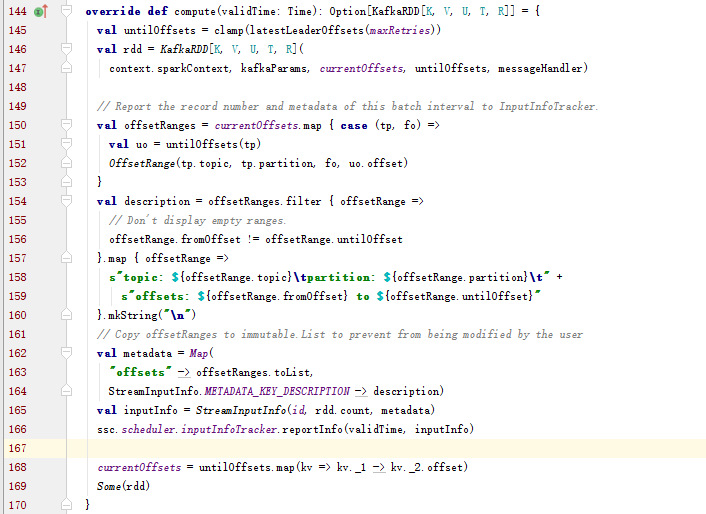 144 override def compute(validTime: Time): Option[KafkaRDD[K, V, U, T, R]] = {
145 val untilOffsets = clamp(latestLeaderOffsets(maxRetries))
146 val rdd = KafkaRDD[K, V, U, T, R](
147 context.sparkContext, kafkaParams, currentOffsets, untilOffsets, messageHandler)
148
149 // Report the record number and metadata of this batch interval to InputInfoTracker.
150 val offsetRanges = currentOffsets.map { case (tp, fo) =>
151 val uo = untilOffsets(tp)
152 OffsetRange(tp.topic, tp.partition, fo, uo.offset)
153 }
154 val description = offsetRanges.filter { offsetRange =>
155 // Don't display empty ranges.
156 offsetRange.fromOffset != offsetRange.untilOffset
157 }.map { offsetRange =>
158 s"topic: ${offsetRange.topic}\tpartition: ${offsetRange.partition}\t" +
159 s"offsets: ${offsetRange.fromOffset} to ${offsetRange.untilOffset}"
160 }.mkString("\n")
161 // Copy offsetRanges to immutable.List to prevent from being modified by the user
162 val metadata = Map(
163 "offsets" -> offsetRanges.toList,
164 StreamInputInfo.METADATA_KEY_DESCRIPTION -> description)
165 val inputInfo = StreamInputInfo(id, rdd.count, metadata)
166 ssc.scheduler.inputInfoTracker.reportInfo(validTime, inputInfo)
167
168 currentOffsets = untilOffsets.map(kv => kv._1 -> kv._2.offset)
169 Some(rdd)
170 }